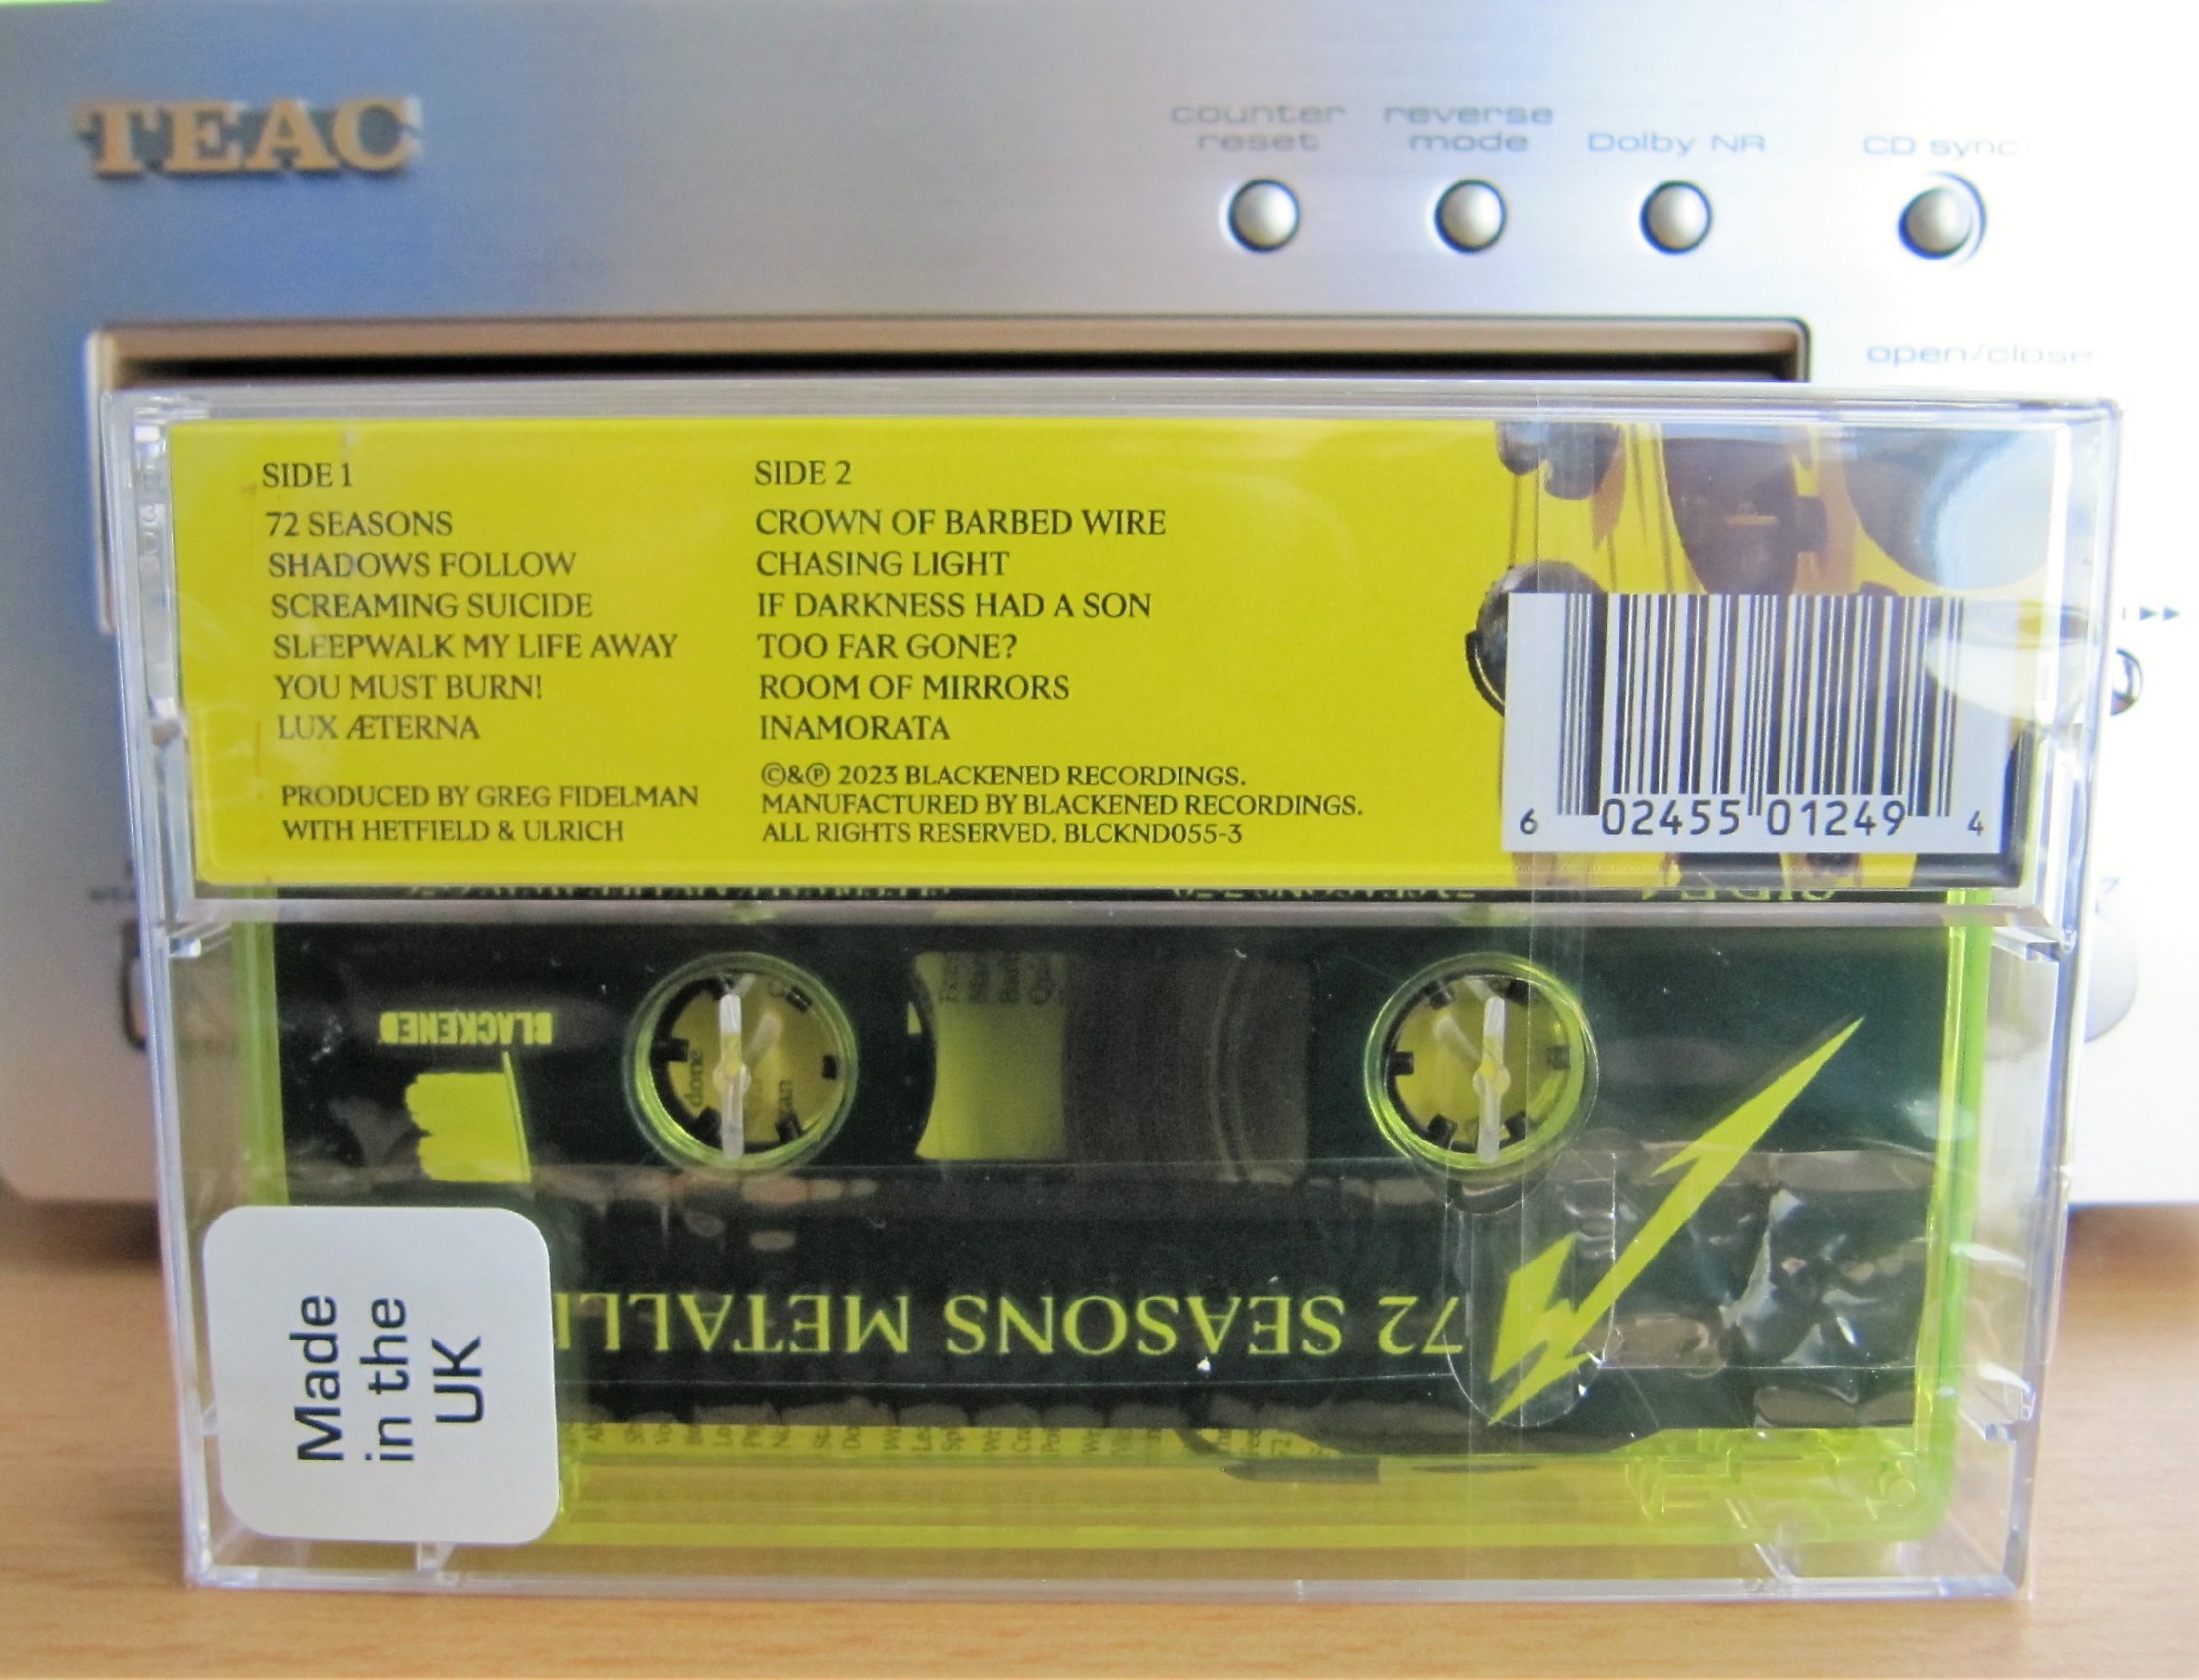 TEAC
counter reset
reverse mode
Dolby NR
CD sync
open/close
SIDE 1
72 SEASONS
SHADOWS FOLLOW
SCREAMING SUICIDE
SLEEPWALK MY LIFE AWAY
YOU MUST BURN!
LUX ÆTERNA
PRODUCED BY GREG FIDELMAN
WITH HETFIELD & ULRICH
SIDE 2
CROWN OF BARBED WIRE
CHASING LIGHT
IF DARKNESS HAD A SON
TOO FAR GONE?
ROOM OF MIRRORS
INAMORATA
©&℗ 2023 BLACKENED RECORDINGS.
MANUFACTURED BY BLACKENED RECORDINGS.
ALL RIGHTS RESERVED. BLCKND055-3
6 02455 01249 4
BLACKENED
72 SEASONS METALLI
Made
in the
UK